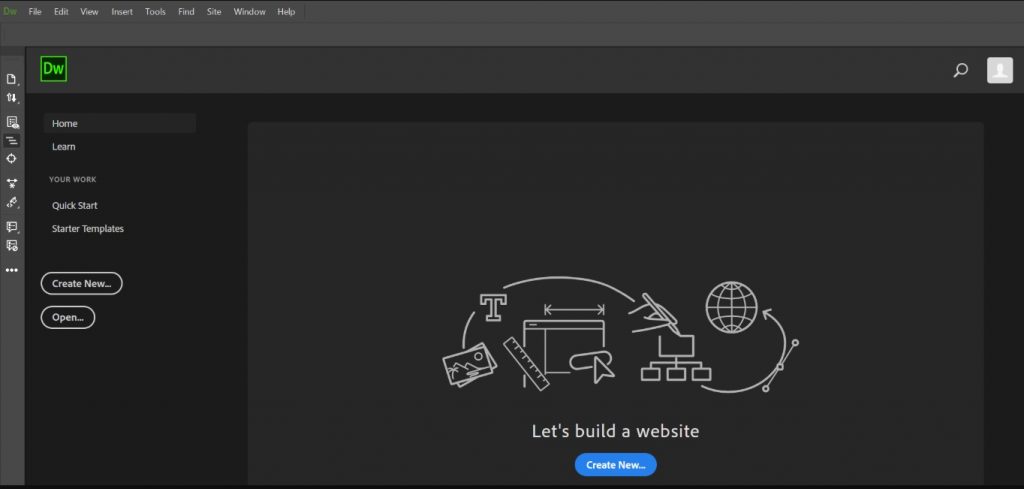 Dw File Edit View Insert Tools Find Site Window Help
Dw
Home
Learn
YOUR WORK
Quick Start
Starter Templates
Create New...
Open...
T
Let's build a website
Create New...